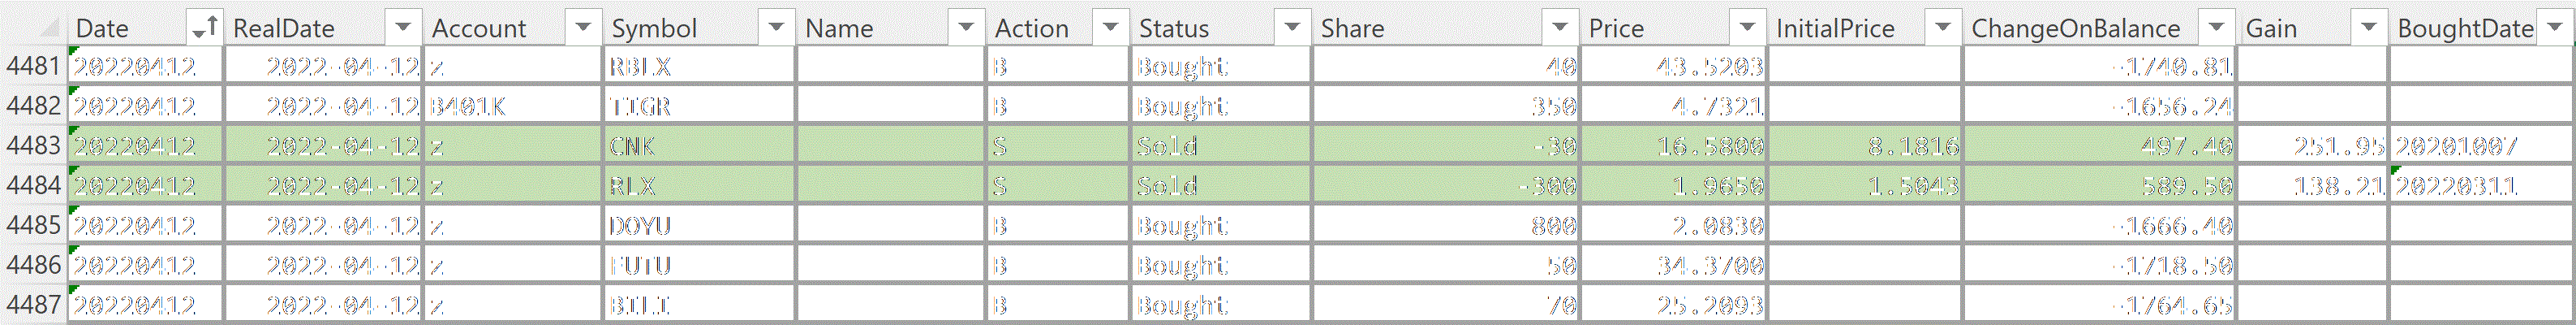 Date RealDate Account Symbol Name Action Status Share Price InitialPrice ChangeOnBalance Gain BoughtDate
4481 20220412 2022-04-12 z RBLX B Bought 40 43.5203 -1740.81
4482 20220412 2022-04-12 B401K TIGR B Bought 350 4.7321 -1656.24
4483 20220412 2022-04-12 z CNK S Sold -30 16.5800 8.1816 497.40 251.95 20201007
4484 20220412 2022-04-12 z RLX S Sold -300 1.9650 1.5043 589.50 138.21 20220311
4485 20220412 2022-04-12 z DOYU B Bought 800 2.0830 -1666.40
4486 20220412 2022-04-12 z FUTU B Bought 50 34.3700 -1718.50
4487 20220412 2022-04-12 z BILI B Bought 70 25.2093 -1764.65